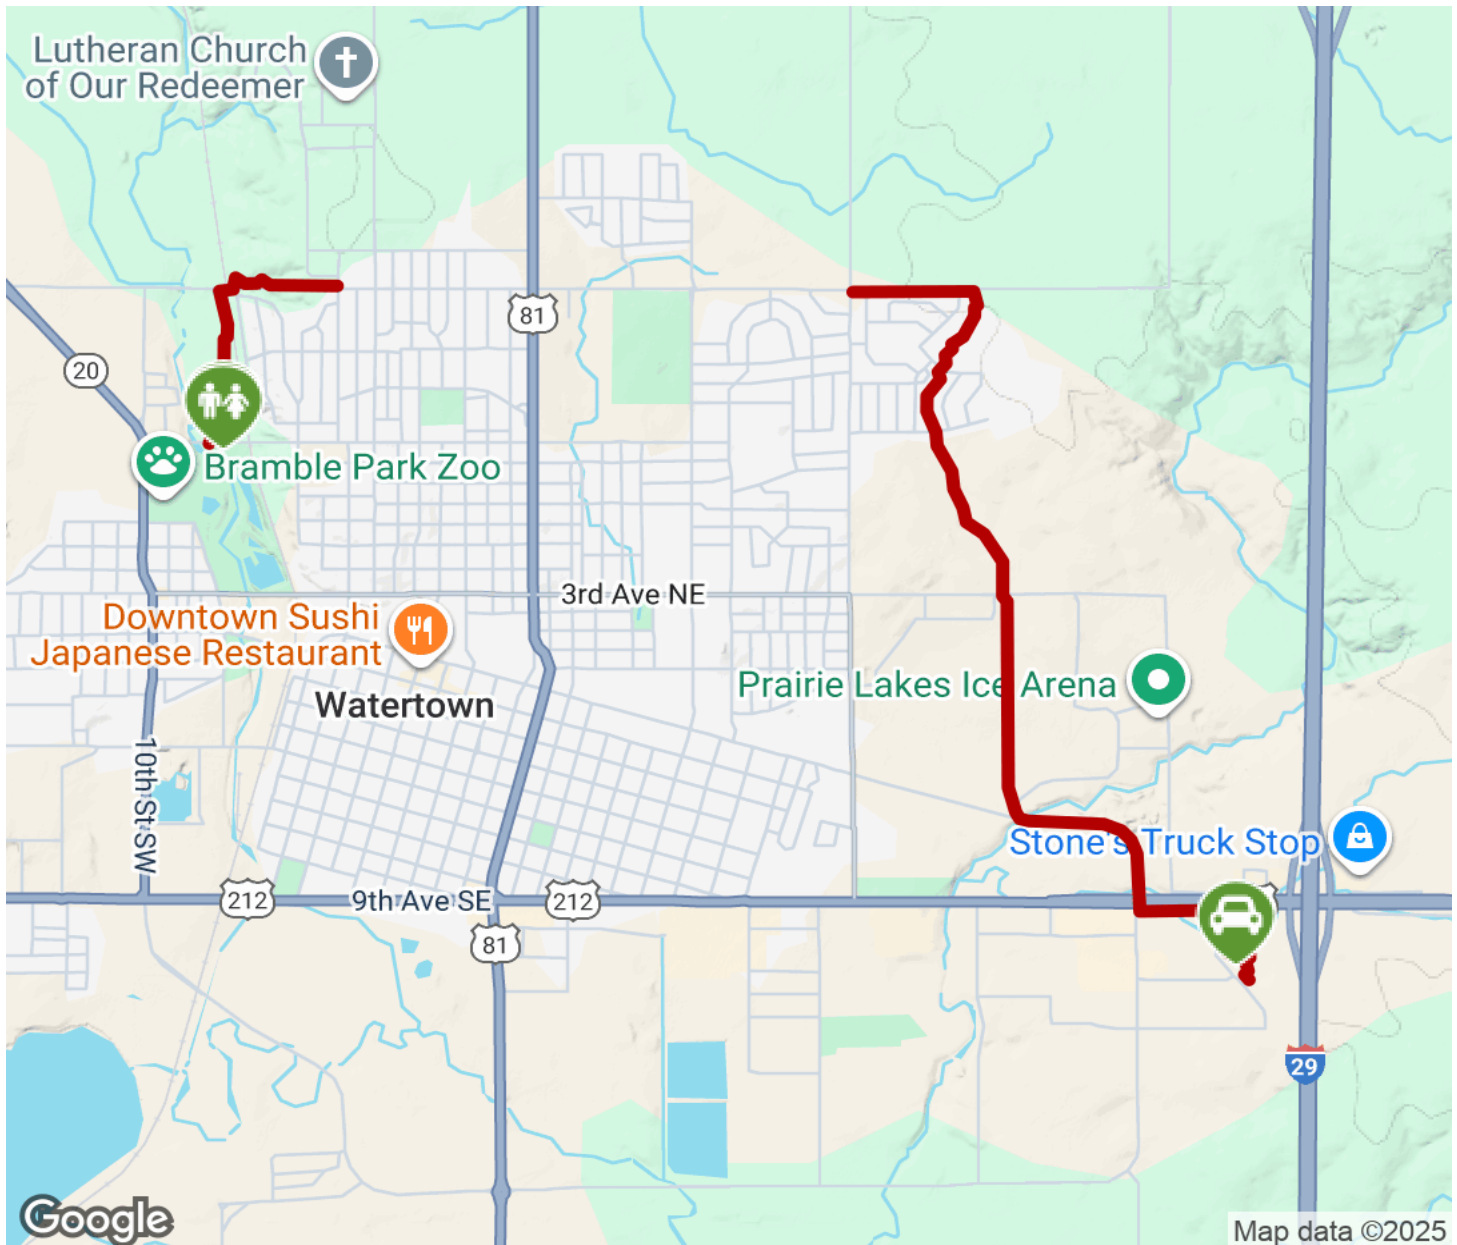 Lutheran Church
of Our Redeemer
81
20
Bramble Park Zoo
3rd Ave NE
Downtown Sushi
Japanese Restaurant
Prairie Lakes Ice Arena
Watertown
10th St SW
Stone's Truck Stop
212
9th Ave SE
212
81
29
Google
Map data ©2025